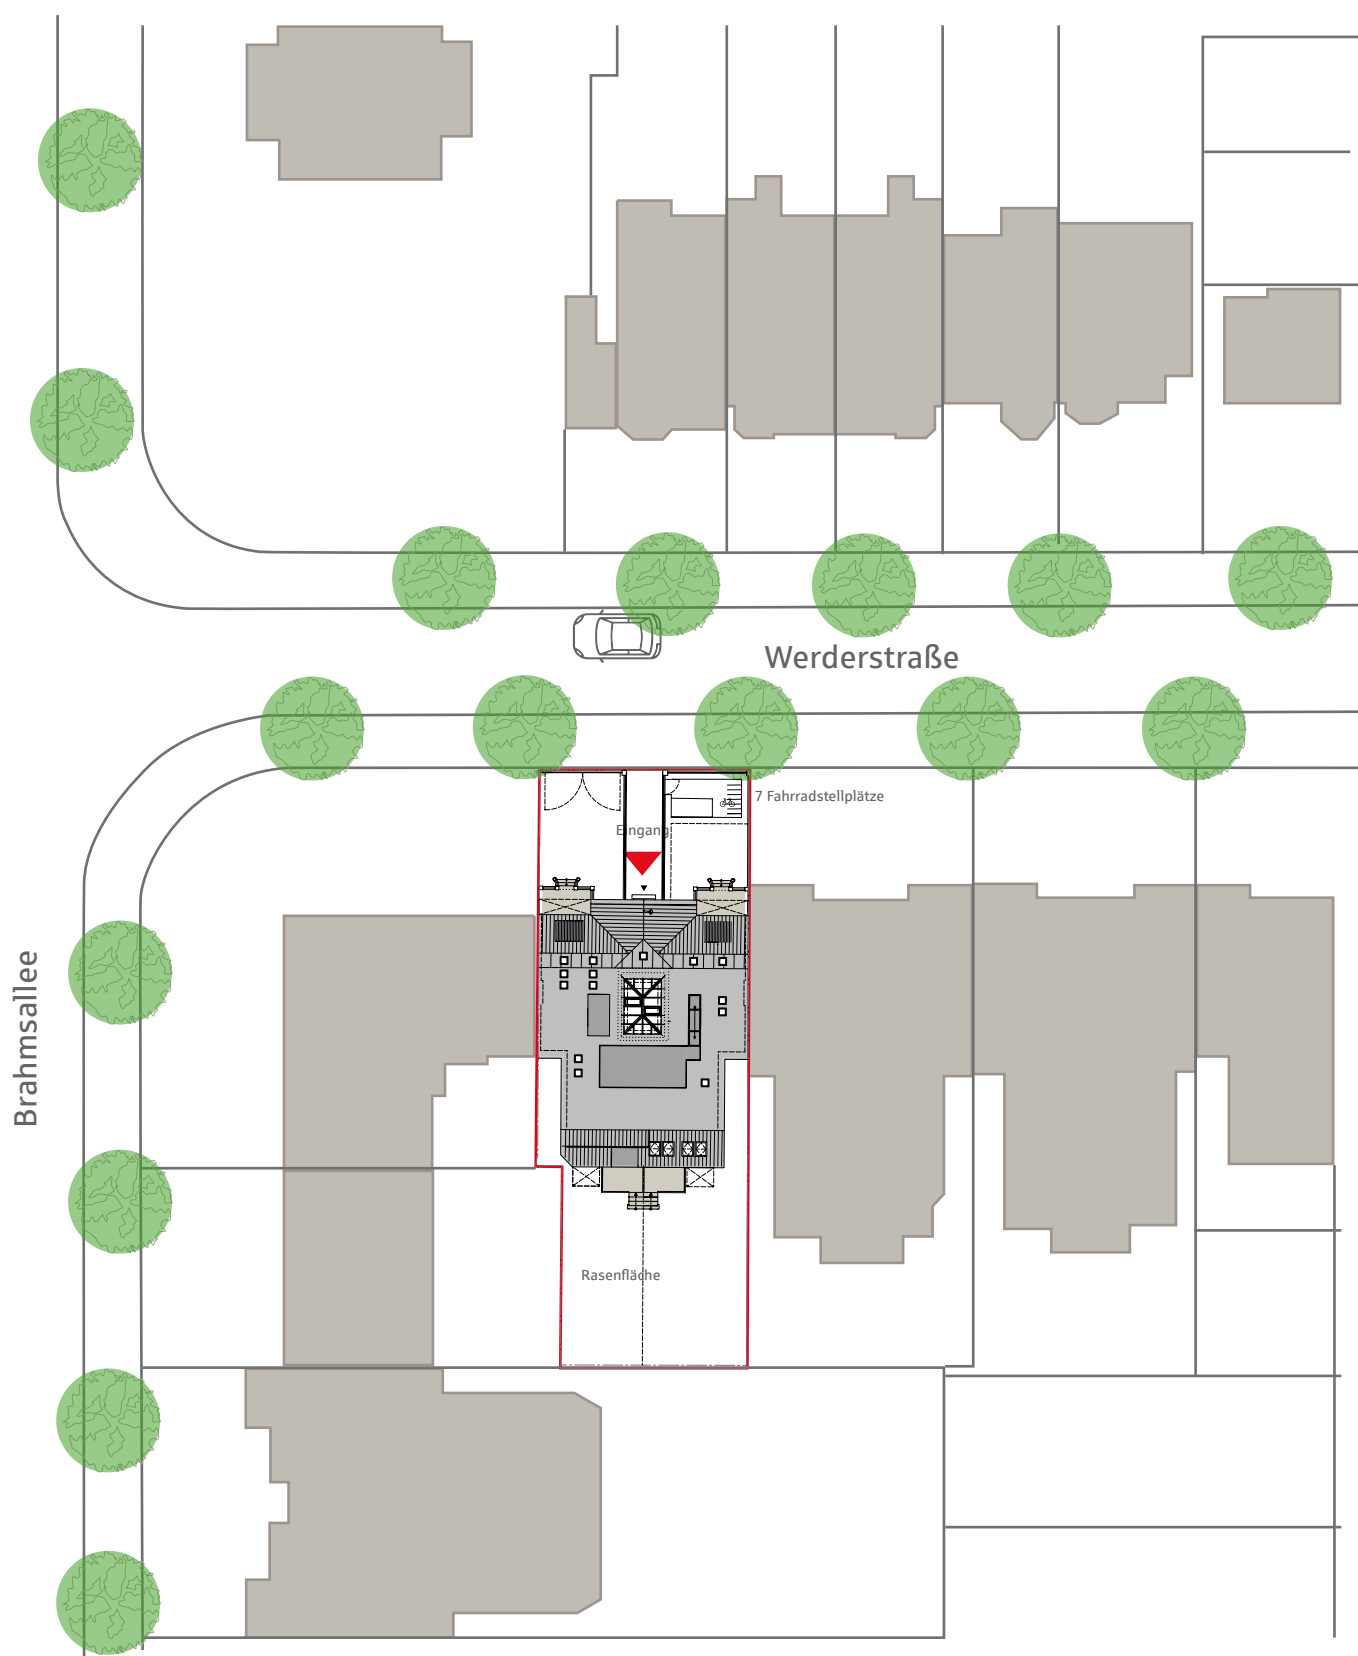 Werderstraße
7 Fahrradstellplätze
Eingang
Brahmsallee
Rasenfläche